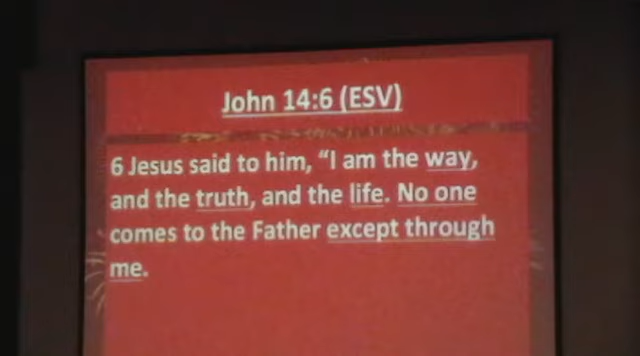 John 14:6 (ESV)
6 Jesus said to him, “I am the way,
and the truth, and the life. No one
comes to the Father except through
me.